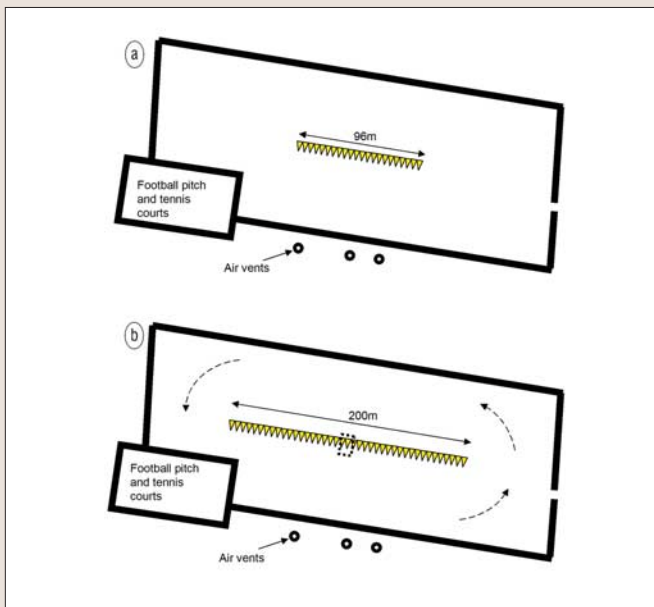 a
96m
Football pitch
and tennis
courts
Air vents
b
200m
Football pitch
and tennis
courts
Air vents